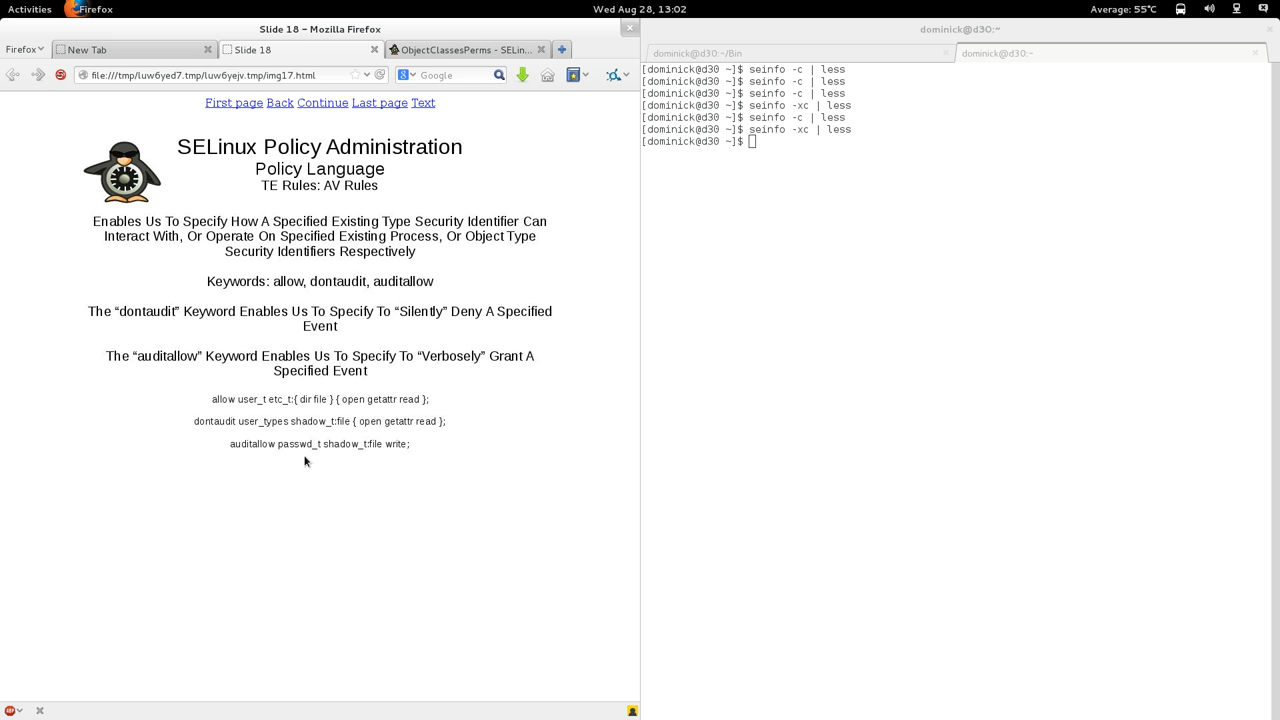 Activities
Firefox
Wed Aug 28, 13:02
Average: 55°C
Slide 18 – Mozilla Firefox
Firefox
New Tab
Slide 18
ObjectClassesPerms - SELin...
file:///tmp/luw6yed7.tmp/luw6yejv.tmp/img17.html
Google
First page Back Continue Last page Text
SELinux Policy Administration
Policy Language
TE Rules: AV Rules
Enables Us To Specify How A Specified Existing Type Security Identifier Can
Interact With, Or Operate On Specified Existing Process, Or Object Type
Security Identifiers Respectively
Keywords: allow, dontaudit, auditallow
The “dontaudit” Keyword Enables Us To Specify To “Silently” Deny A Specified
Event
The “auditallow” Keyword Enables Us To Specify To “Verbosely” Grant A
Specified Event
allow user_t etc_t:{ dir file } { open getattr read };
dontaudit user_types shadow_t:file { open getattr read };
auditallow passwd_t shadow_t:file write;
dominick@d30:~
dominick@d30:~/Bin
dominick@d30:~
[dominick@d30 ~]$ seinfo -c | less
[dominick@d30 ~]$ seinfo -c | less
[dominick@d30 ~]$ seinfo -c | less
[dominick@d30 ~]$ seinfo -xc | less
[dominick@d30 ~]$ seinfo -c | less
[dominick@d30 ~]$ seinfo -xc | less
[dominick@d30 ~]$